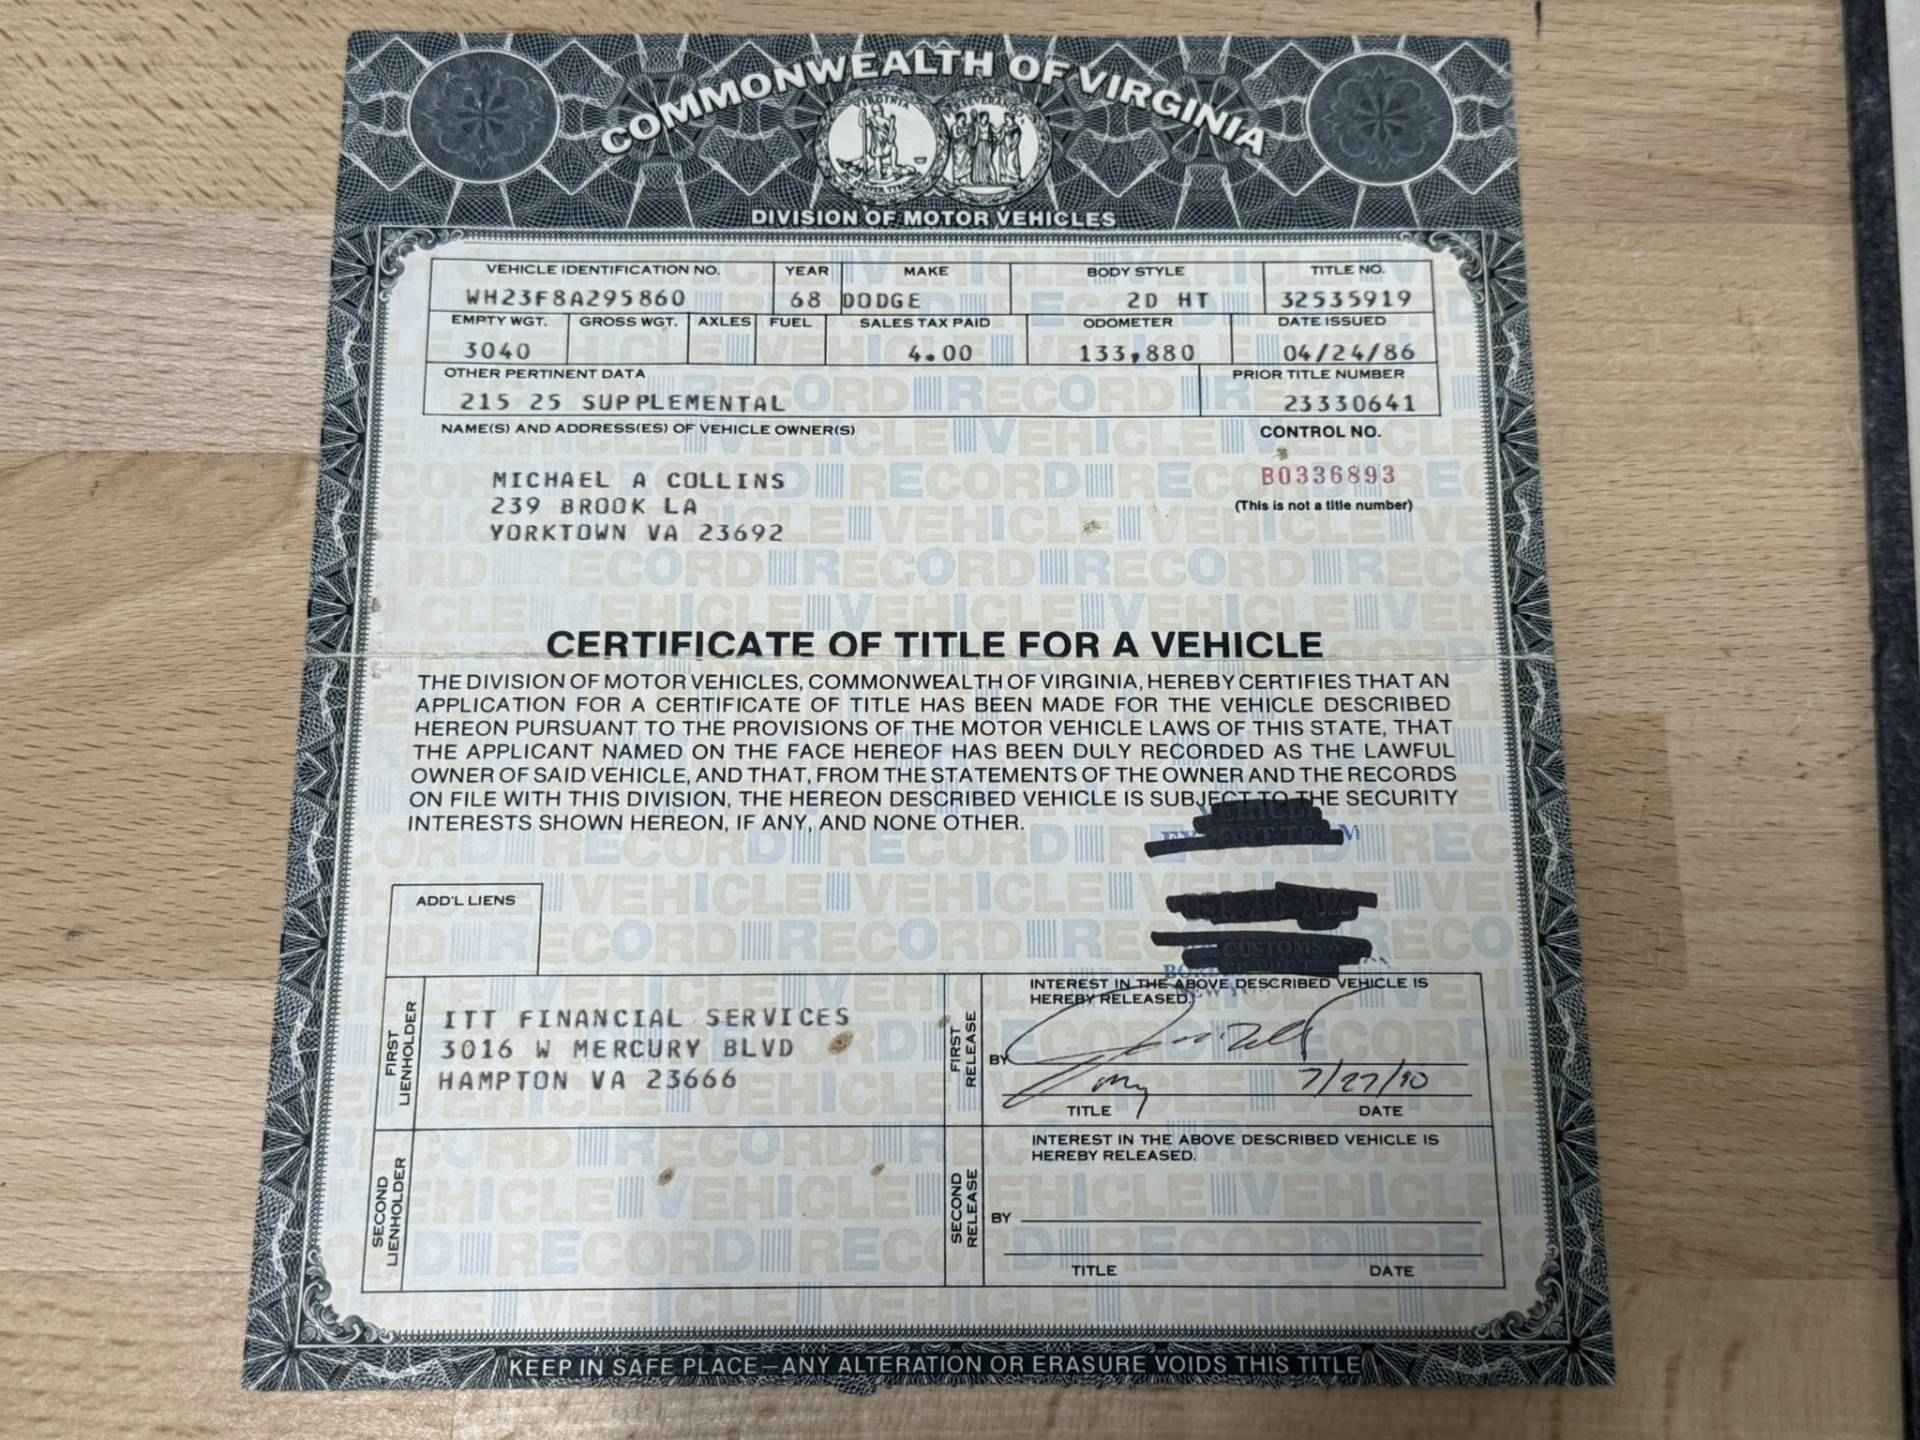 COMMONWEALTH OF VIRGINIA
VIRGINIA
DIVISION OF MOTOR VEHICLES
VEHICLE IDENTIFICATION NO. YEAR MAKE BODY STYLE TITLE NO.
WH23F8A295860 68 DODGE 2D HT 32535919
EMPTY WGT. GROSS WGT. AXLES FUEL SALES TAX PAID ODOMETER DATE ISSUED
3040 4.00 133,880 04/24/86
OTHER PERTINENT DATA PRIOR TITLE NUMBER
215 25 SUPPLEMENTAL 23330641
NAME(S) AND ADDRESS(ES) OF VEHICLE OWNER(S) CONTROL NO.
MICHAEL A COLLINS B0336893
239 BROOK LA (This is not a title number)
YORKTOWN VA 23692
CERTIFICATE OF TITLE FOR A VEHICLE
THE DIVISION OF MOTOR VEHICLES, COMMONWEALTH OF VIRGINIA, HEREBY CERTIFIES THAT AN
APPLICATION FOR A CERTIFICATE OF TITLE HAS BEEN MADE FOR THE VEHICLE DESCRIBED
HEREON PURSUANT TO THE PROVISIONS OF THE MOTOR VEHICLE LAWS OF THIS STATE, THAT
THE APPLICANT NAMED ON THE FACE HEREOF HAS BEEN DULY RECORDED AS THE LAWFUL
OWNER OF SAID VEHICLE, AND THAT, FROM THE STATEMENTS OF THE OWNER AND THE RECORDS
ON FILE WITH THIS DIVISION, THE HEREON DESCRIBED VEHICLE IS SUBJECT TO THE SECURITY
INTERESTS SHOWN HEREON, IF ANY, AND NONE OTHER.
ADD'L LIENS
CUSTOMS
FIRST LIENHOLDER
ITT FINANCIAL SERVICES
3016 W MERCURY BLVD
HAMPTON VA 23666
FIRST RELEASE
INTEREST IN THE ABOVE DESCRIBED VEHICLE IS
HEREBY RELEASED.
BY
7/27/90
TITLE DATE
SECOND LIENHOLDER
SECOND RELEASE
INTEREST IN THE ABOVE DESCRIBED VEHICLE IS
HEREBY RELEASED.
BY
TITLE DATE
KEEP IN SAFE PLACE—ANY ALTERATION OR ERASURE VOIDS THIS TITLE